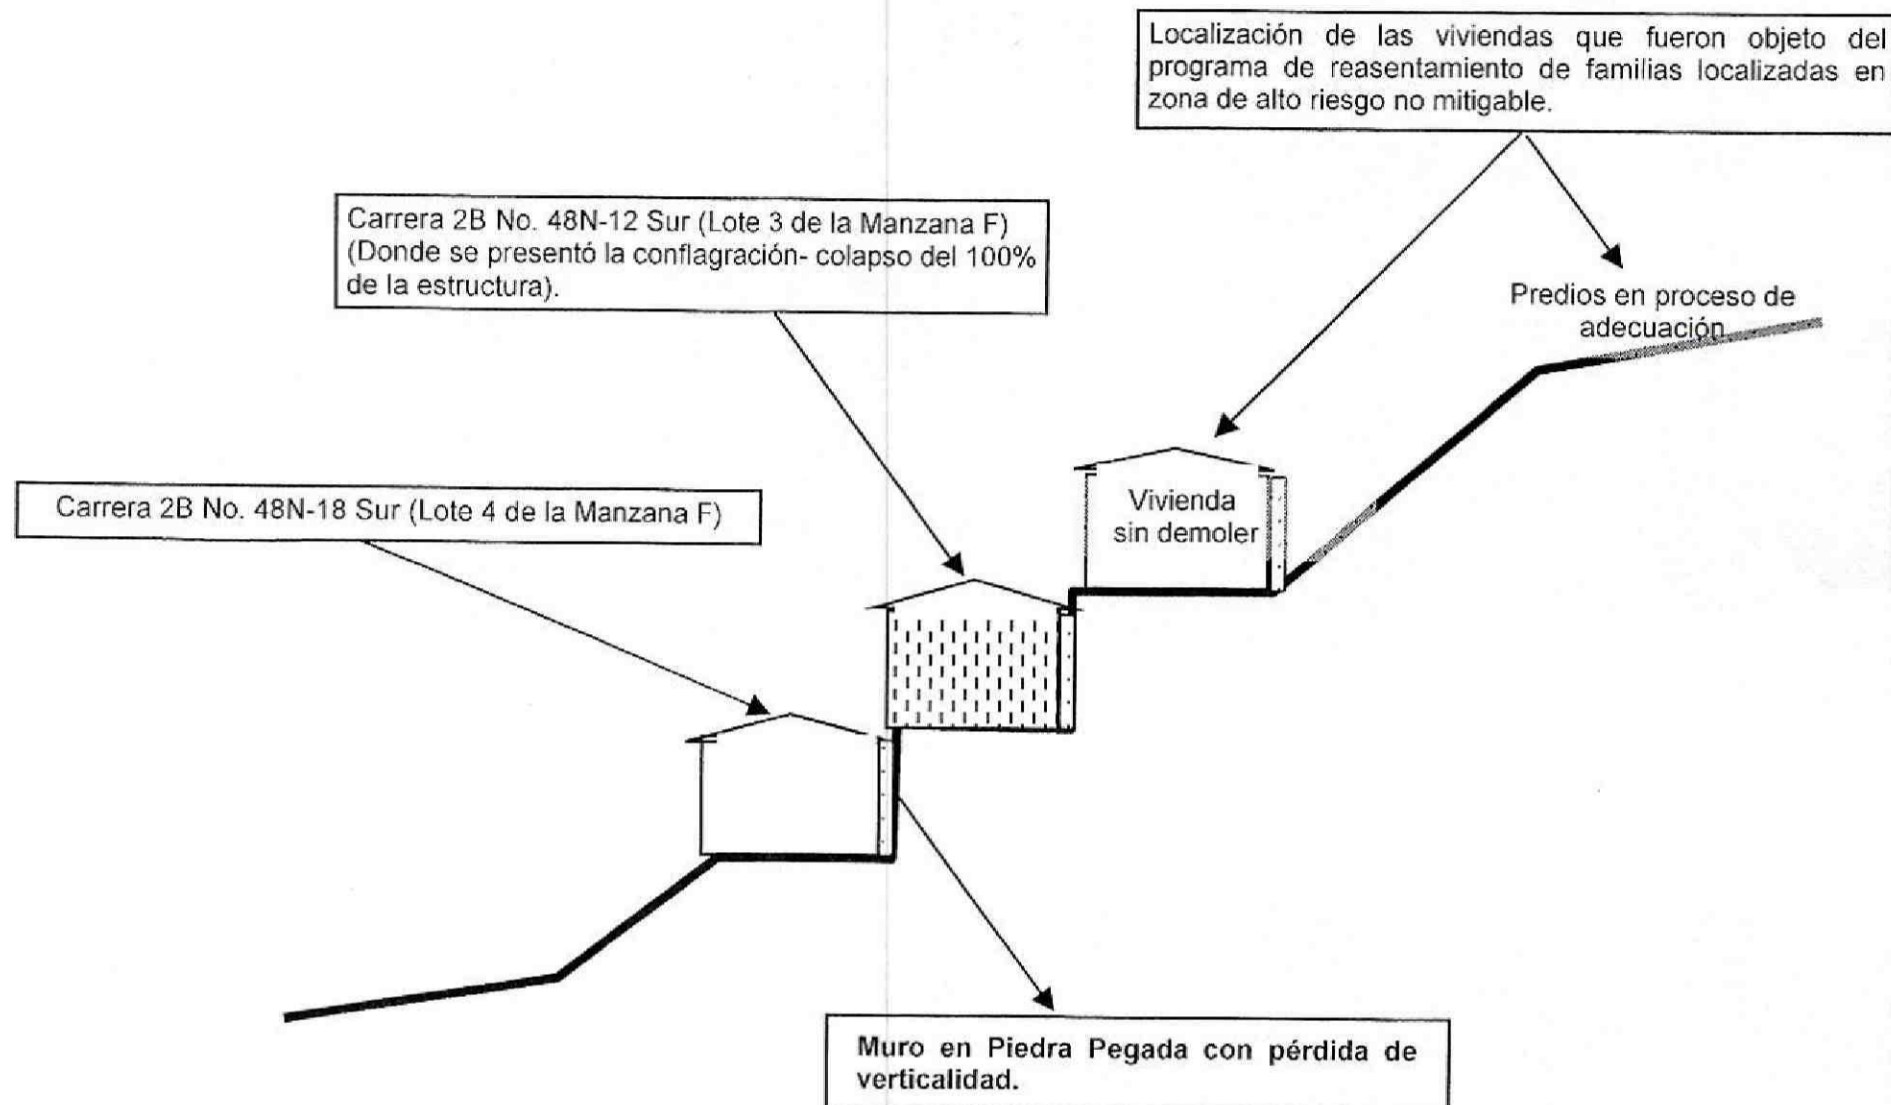 Localización de las viviendas que fueron objeto del
programa de reasentamiento de familias localizadas en
zona de alto riesgo no mitigable.
Carrera 2B No. 48N-12 Sur (Lote 3 de la Manzana F)
(Donde se presentó la conflagración- colapso del 100%
de la estructura).
Predios en proceso de
adecuación
Carrera 2B No. 48N-18 Sur (Lote 4 de la Manzana F)
Vivienda
sin demoler
Muro en Piedra Pegada con pérdida de
verticalidad.